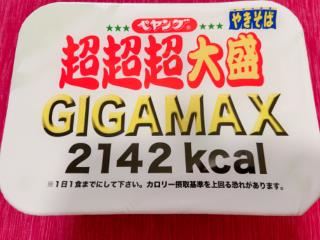 ペヤング
やきそば
超超超大盛
GIGAMAX
2142 kcal
※1日1食までにして下さい。カロリー摂取基準を上回る恐れがあります。